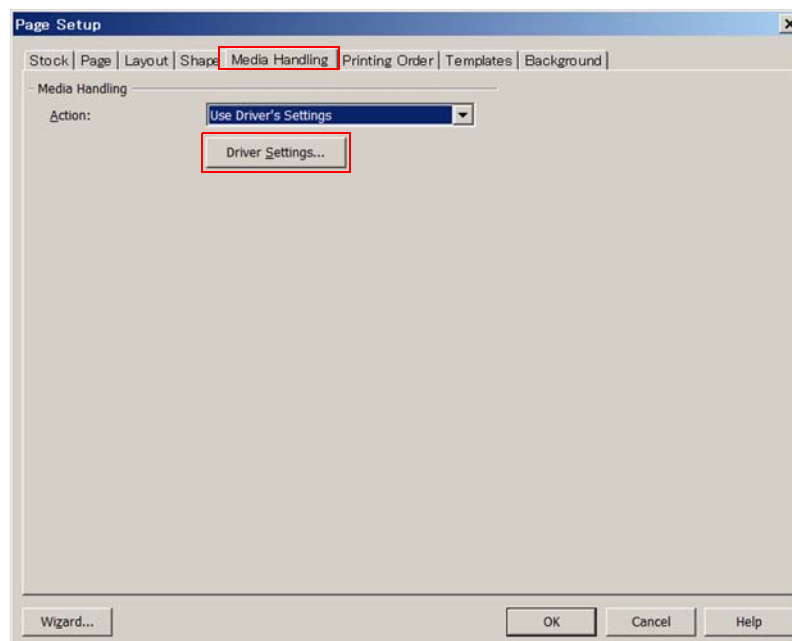 Page Setup
Stock Page Layout Shape Media Handling Printing Order Templates Background
Media Handling
Action: Use Driver's Settings
Driver Settings...
Wizard... OK Cancel Help